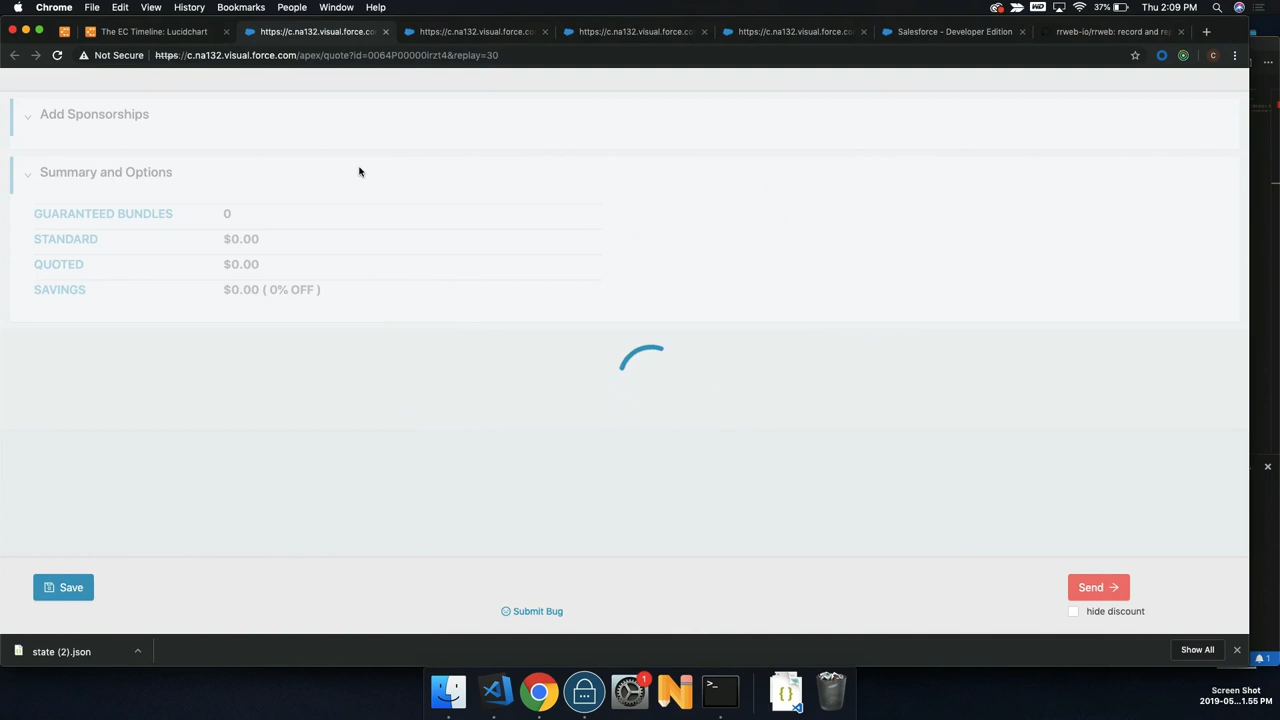 Chrome File Edit View History Bookmarks People Window Help
37% Thu 2:09 PM
The EC Timeline: Lucidchart
https://c.na132.visual.force.co
https://c.na132.visual.force.co
https://c.na132.visual.force.co
https://c.na132.visual.force.co
Salesforce - Developer Edition
rrweb-io/rrweb: record and rep
Not Secure https://c.na132.visual.force.com/apex/quote?id=0064P00000irzt4&replay=30
C
Add Sponsorships
Summary and Options
GUARANTEED BUNDLES 0
STANDARD $0.00
QUOTED $0.00
SAVINGS $0.00 ( 0% OFF )
Save
Send
Submit Bug
hide discount
state (2).json
Show All
1
1
Screen Shot
2019-05...1.55 PM